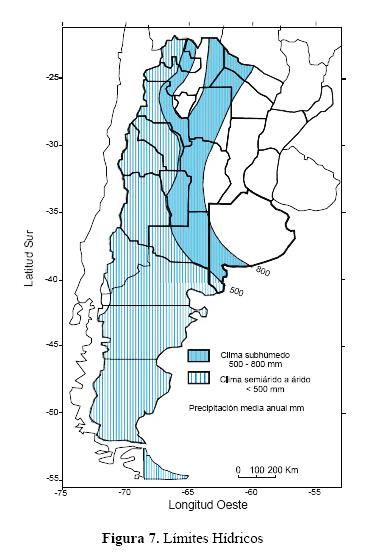 -25
-30
-35
-40
-45
-50
-55
Latitud Sur
800
500
Clima subhúmedo
500 - 800 mm
Clima semiárido a árido
< 500 mm
Precipitación media anual mm
0 100 200 Km
-75 -70 -65 -60 -55
Longitud Oeste
Figura 7. Límites Hídricos